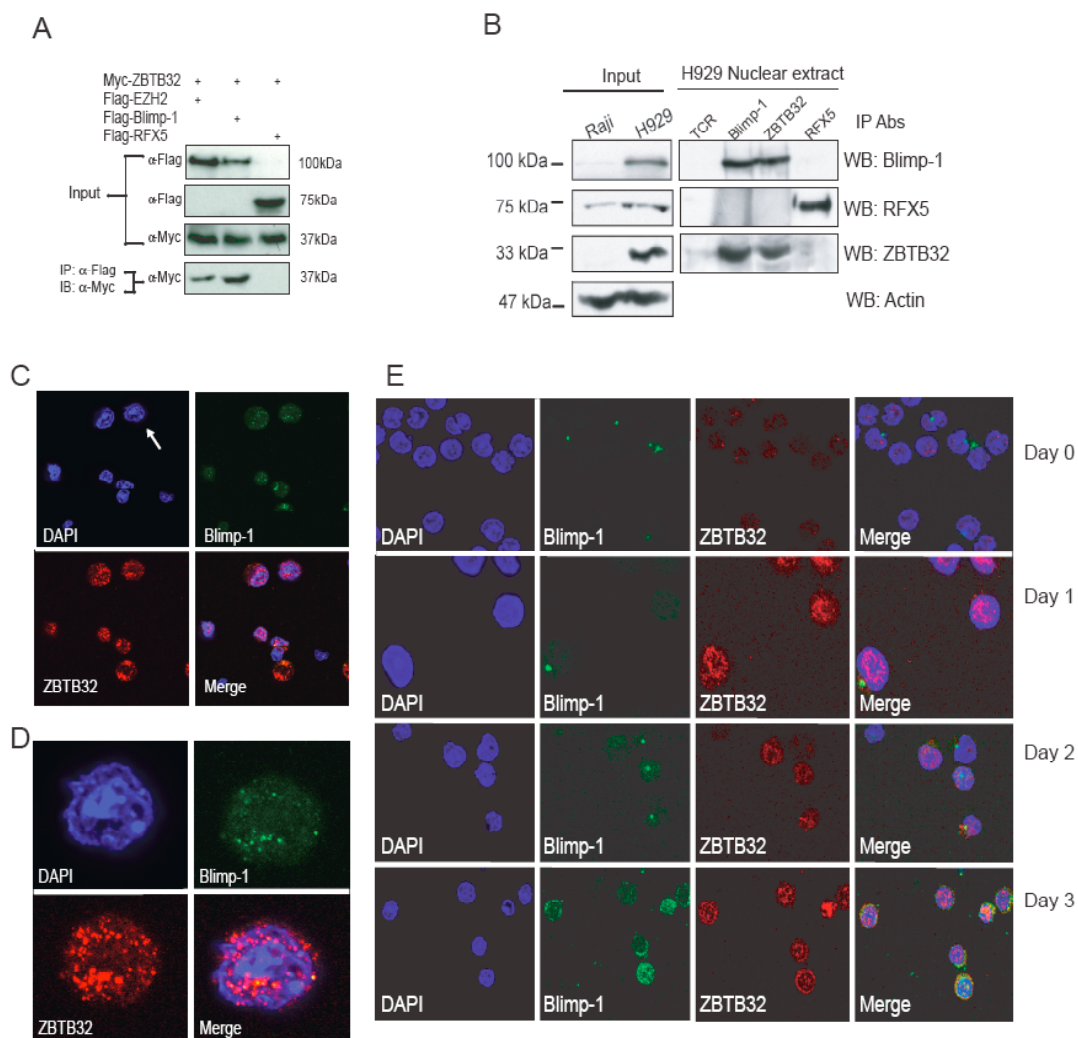 A
Myc-ZBTB32 + + +
Flag-EZH2 +
Flag-Blimp-1 +
Flag-RFX5 +
Input
α-Flag 100kDa
α-Flag 75kDa
α-Myc 37kDa
IP: α-Flag
IB: α-Myc
α-Myc 37kDa
B
Input
H929 Nuclear extract
Raji H929 TCR Blimp-1 ZBTB32 RFX5 IP Abs
100 kDa WB: Blimp-1
75 kDa WB: RFX5
33 kDa WB: ZBTB32
47 kDa WB: Actin
C
DAPI Blimp-1
ZBTB32 Merge
D
DAPI Blimp-1
ZBTB32 Merge
E
DAPI Blimp-1 ZBTB32 Merge Day 0
DAPI Blimp-1 ZBTB32 Merge Day 1
DAPI Blimp-1 ZBTB32 Merge Day 2
DAPI Blimp-1 ZBTB32 Merge Day 3